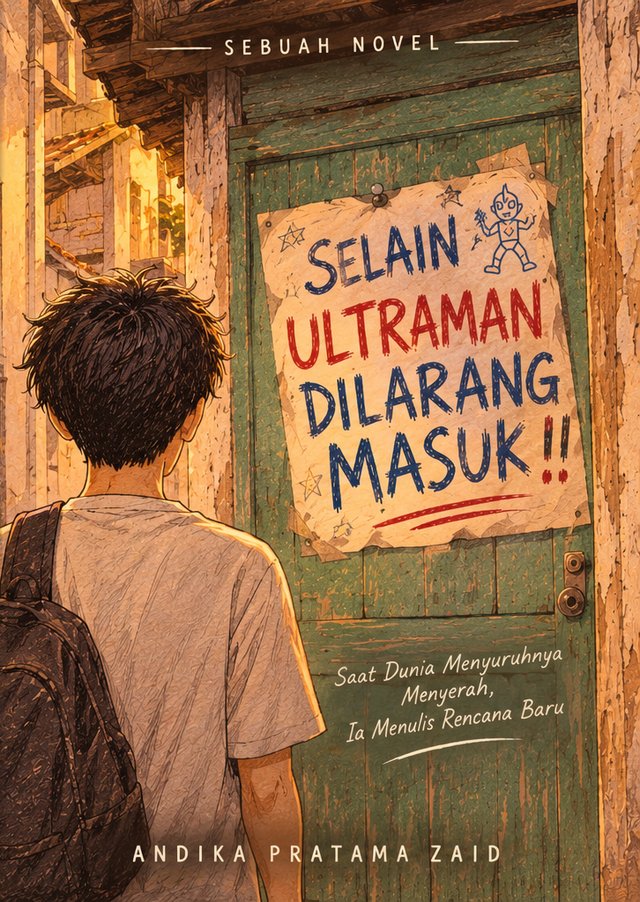 SEBUAH NOVEL
SELAIN
ULTRAMAN
DILARANG
MASUK!!
Saat Dunia Menyuruhnya
Menyerah,
Ia Menulis Rencana Baru
ANDIKA PRATAMA ZAID